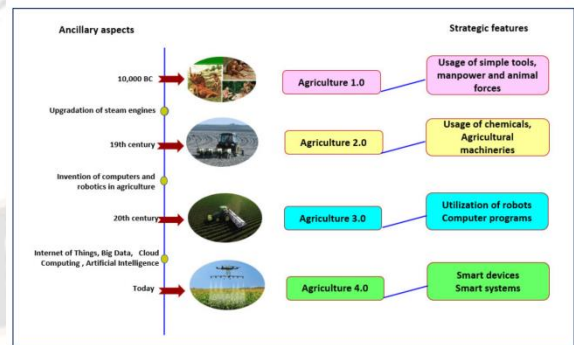 Ancillary aspects
Strategic features
10,000 BC
Agriculture 1.0
Usage of simple tools,
manpower and animal
forces
Upgradation of steam engines
19th century
Agriculture 2.0
Usage of chemicals,
Agricultural
machineries
Invention of computers and
robotics in agriculture
20th century
Agriculture 3.0
Utilization of robots
Computer programs
Internet of Things, Big Data, Cloud
Computing , Artificial Intelligence
Today
Agriculture 4.0
Smart devices
Smart systems